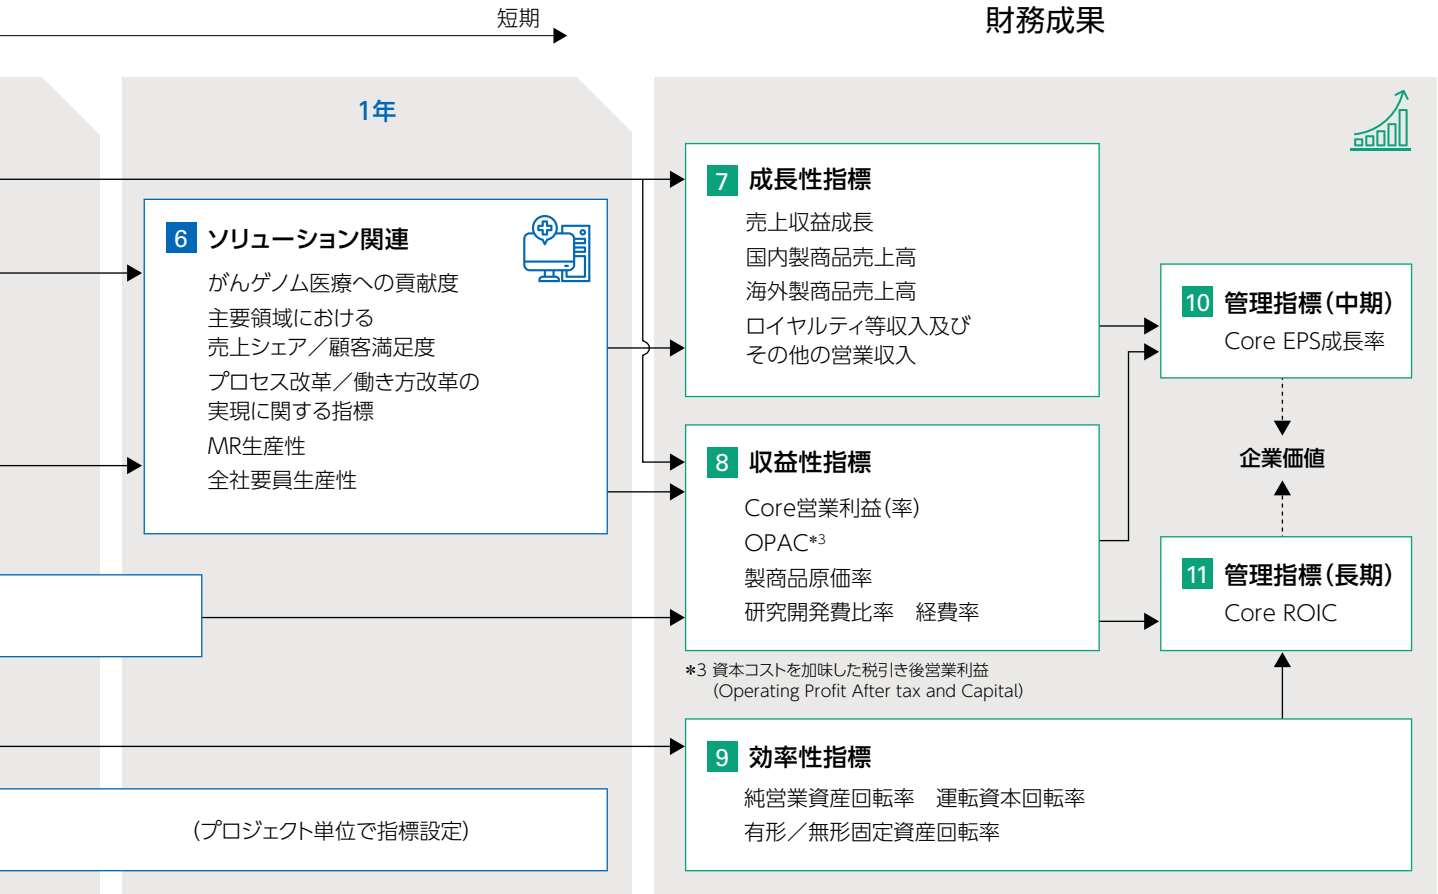 短期
財務成果
1年
6 ソリューション関連
がんゲノム医療への貢献度
主要領域における
売上シェア／顧客満足度
プロセス改革／働き方改革の
実現に関する指標
MR生産性
全社要員生産性
(プロジェクト単位で指標設定)
7 成長性指標
売上収益成長
国内製商品売上高
海外製商品売上高
ロイヤルティ等収入及び
その他の営業収入
8 収益性指標
Core営業利益(率)
OPAC*3
製商品原価率
研究開発費比率　経費率
*3 資本コストを加味した税引き後営業利益
(Operating Profit After tax and Capital)
9 効率性指標
純営業資産回転率　運転資本回転率
有形／無形固定資産回転率
10 管理指標(中期)
Core EPS成長率
企業価値
11 管理指標(長期)
Core ROIC